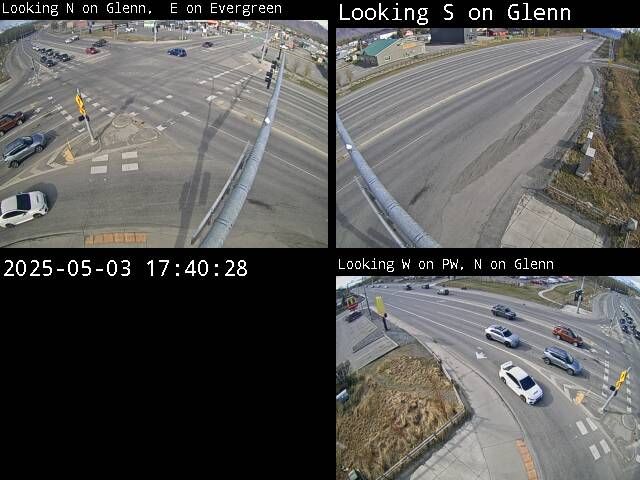 Looking N on Glenn,  E on Evergreen
Looking S on Glenn
2025-05-03 17:40:28
Looking W on PW, N on Glenn